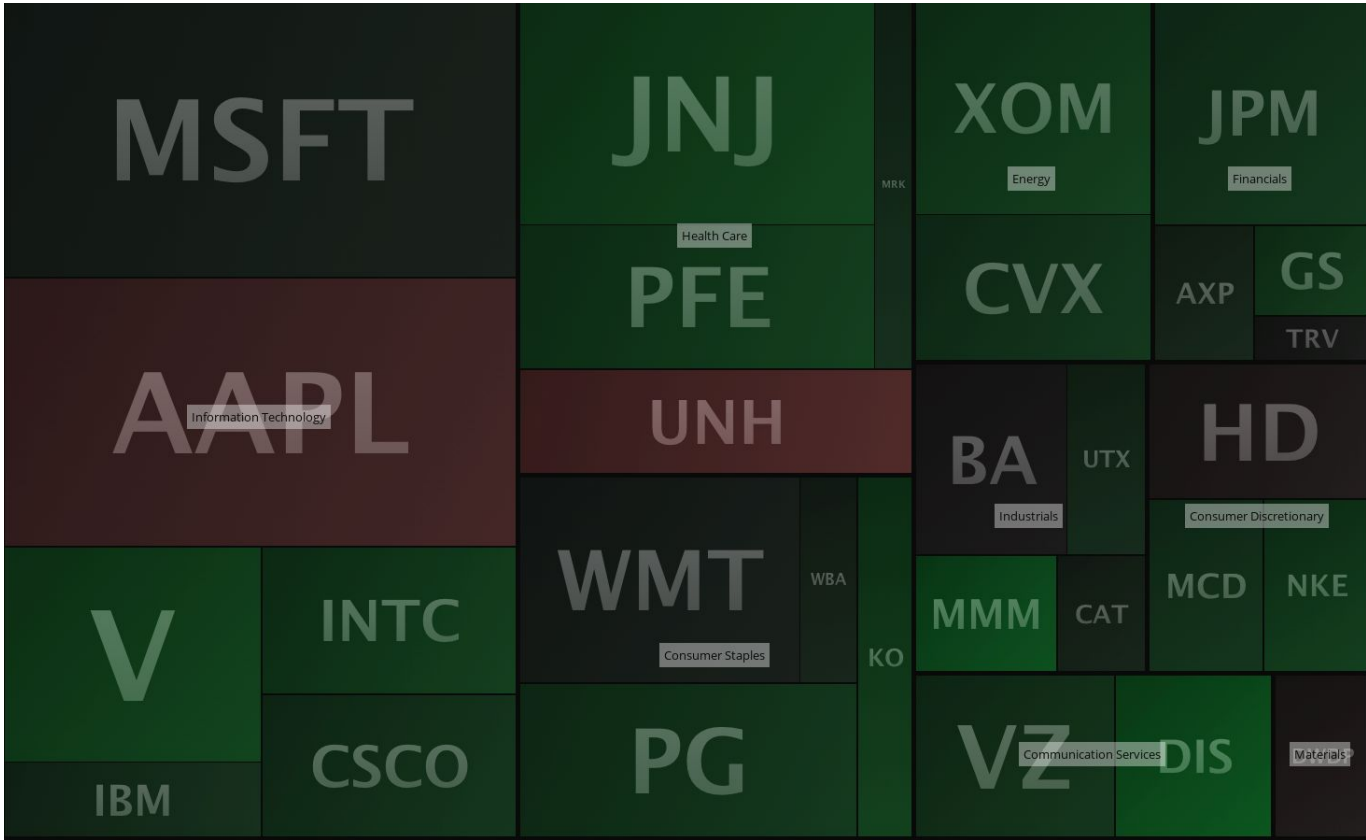 MSFT
AAPL
Information Technology
V
INTC
CSCO
IBM
JNJ
MRK
Health Care
PFE
UNH
WMT
WBA
KO
Consumer Staples
PG
XOM
Energy
CVX
JPM
Financials
AXP
GS
TRV
BA
UTX
Industrials
MMM
CAT
HD
Consumer Discretionary
MCD
NKE
VZ
DIS
Communication Services
Materials